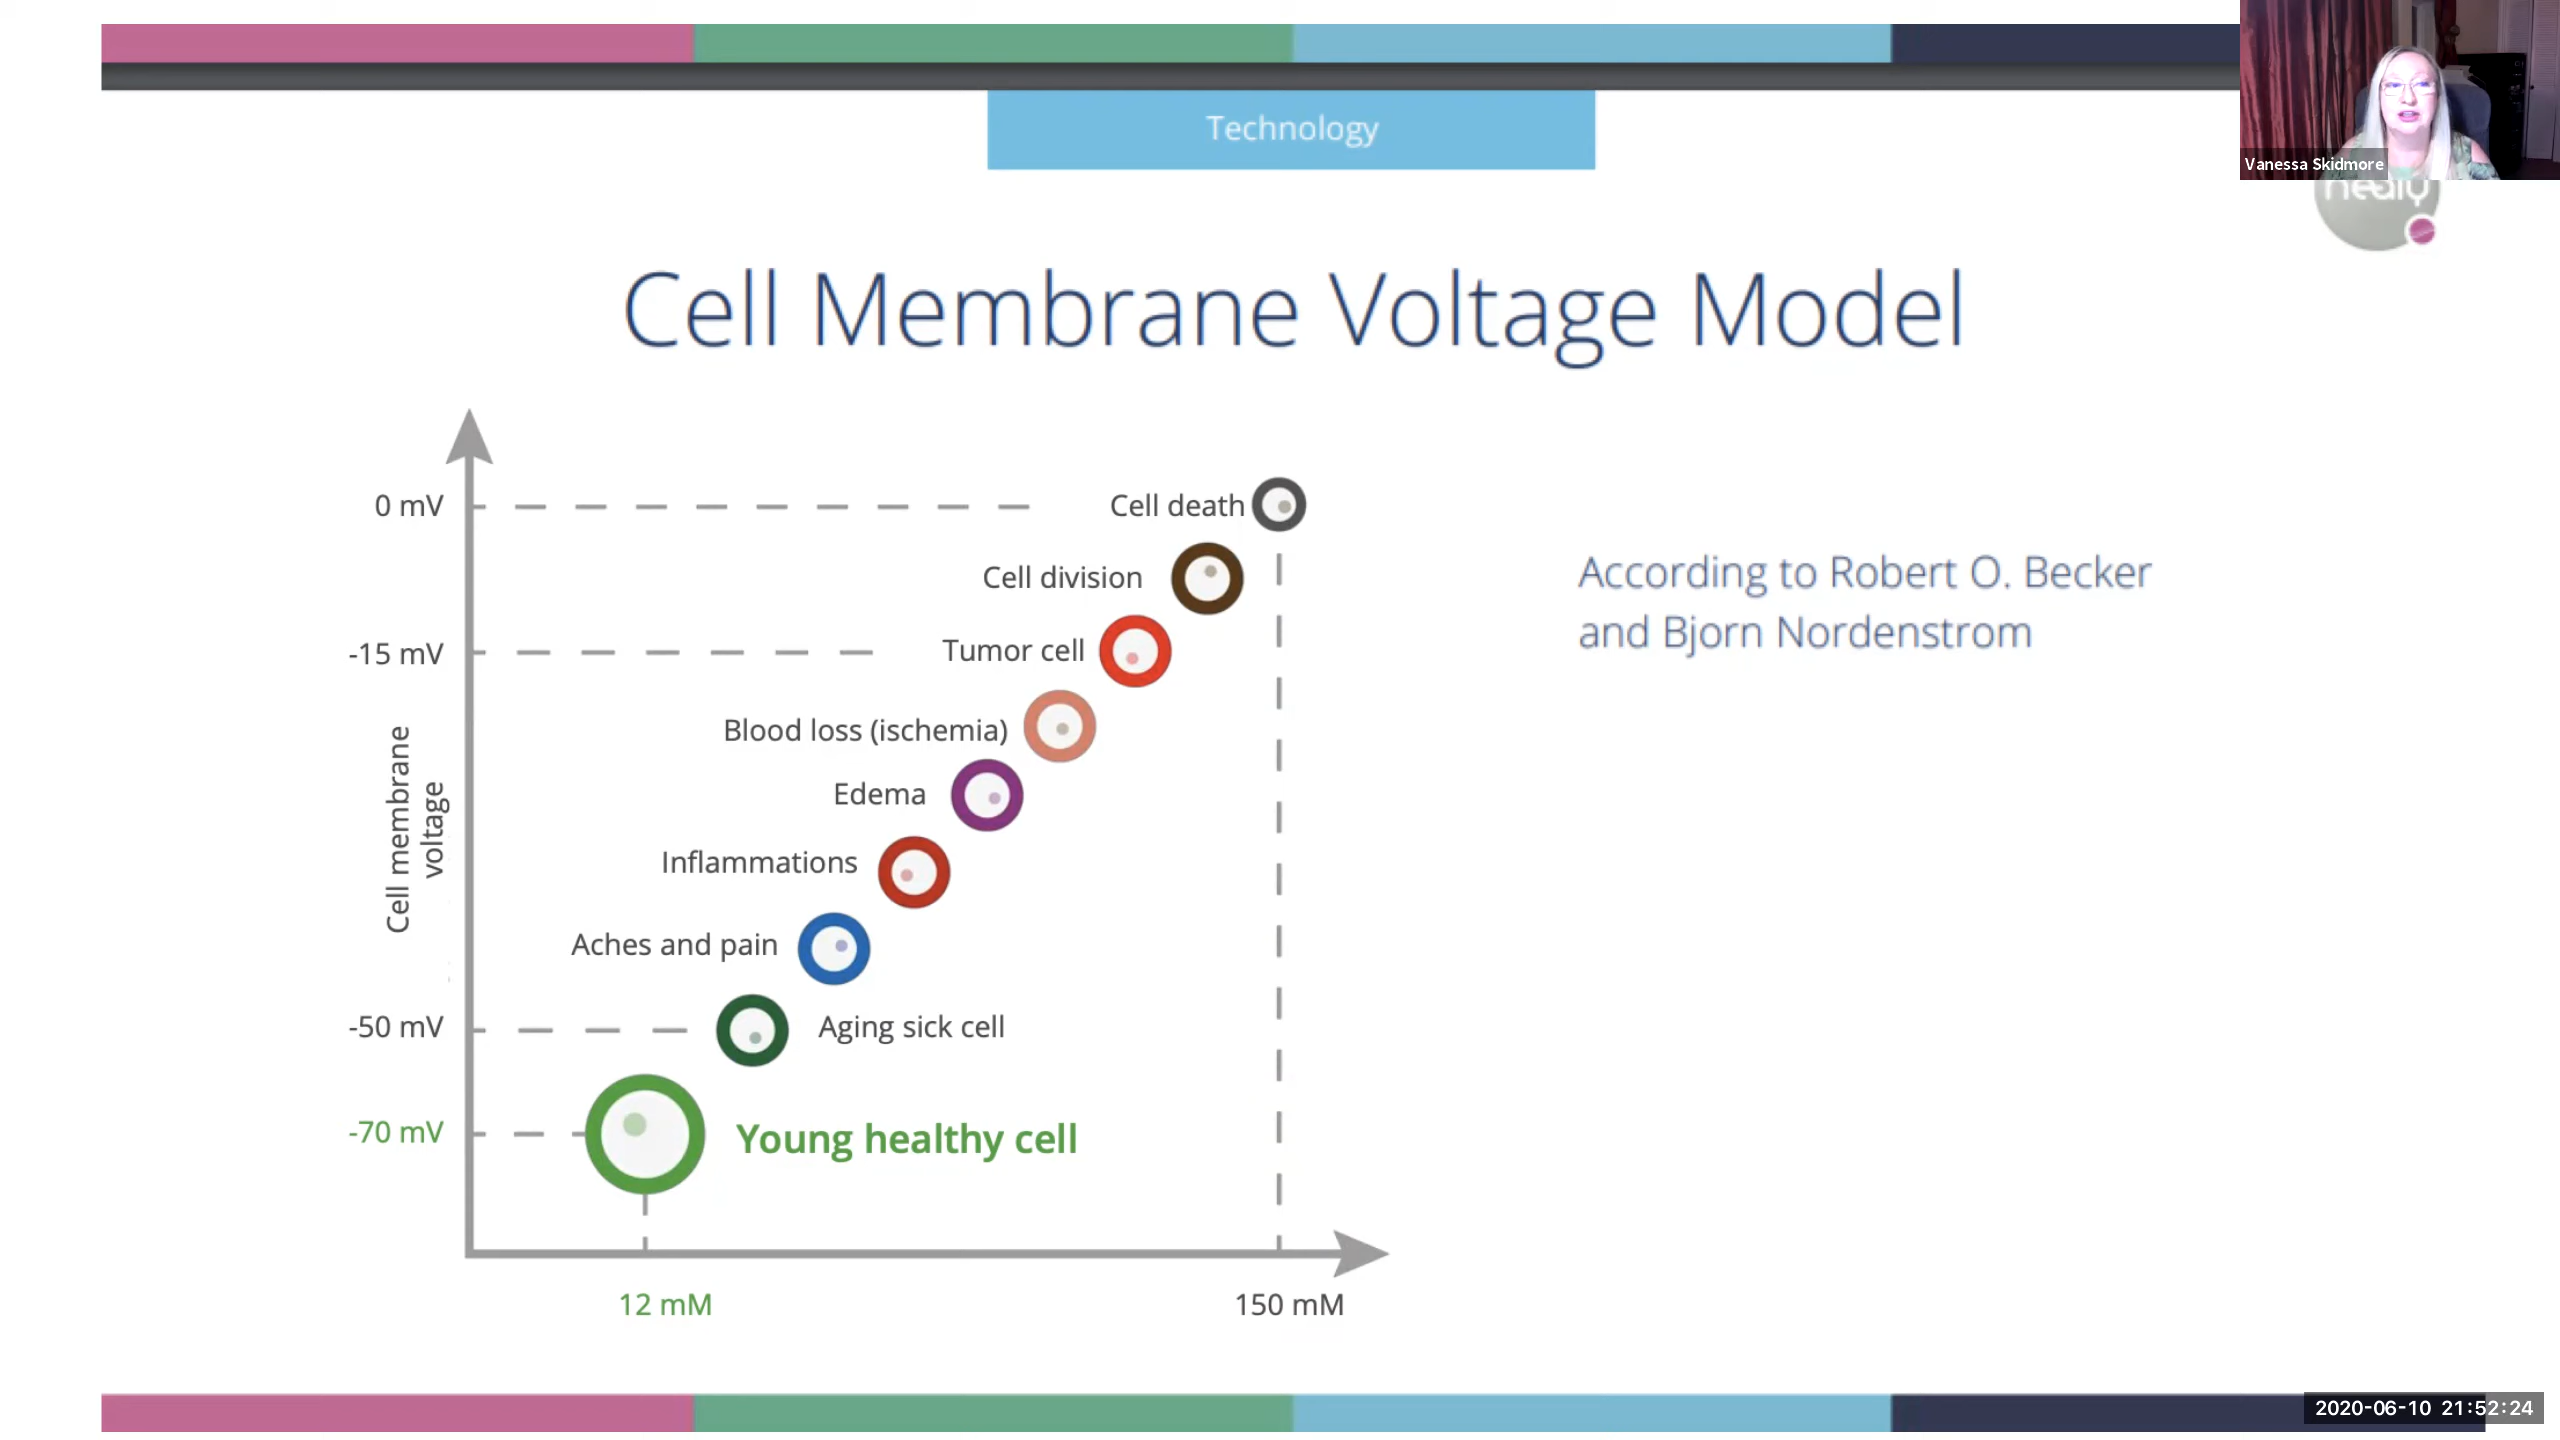 Technology
Vanessa Skidmore
healy
Cell Membrane Voltage Model
0 mV
Cell death
Cell division
According to Robert O. Becker
and Bjorn Nordenstrom
-15 mV
Tumor cell
Blood loss (ischemia)
Edema
Cell membrane
voltage
Inflammations
Aches and pain
-50 mV
Aging sick cell
-70 mV
Young healthy cell
12 mM
150 mM
2020-06-10 21:52:24